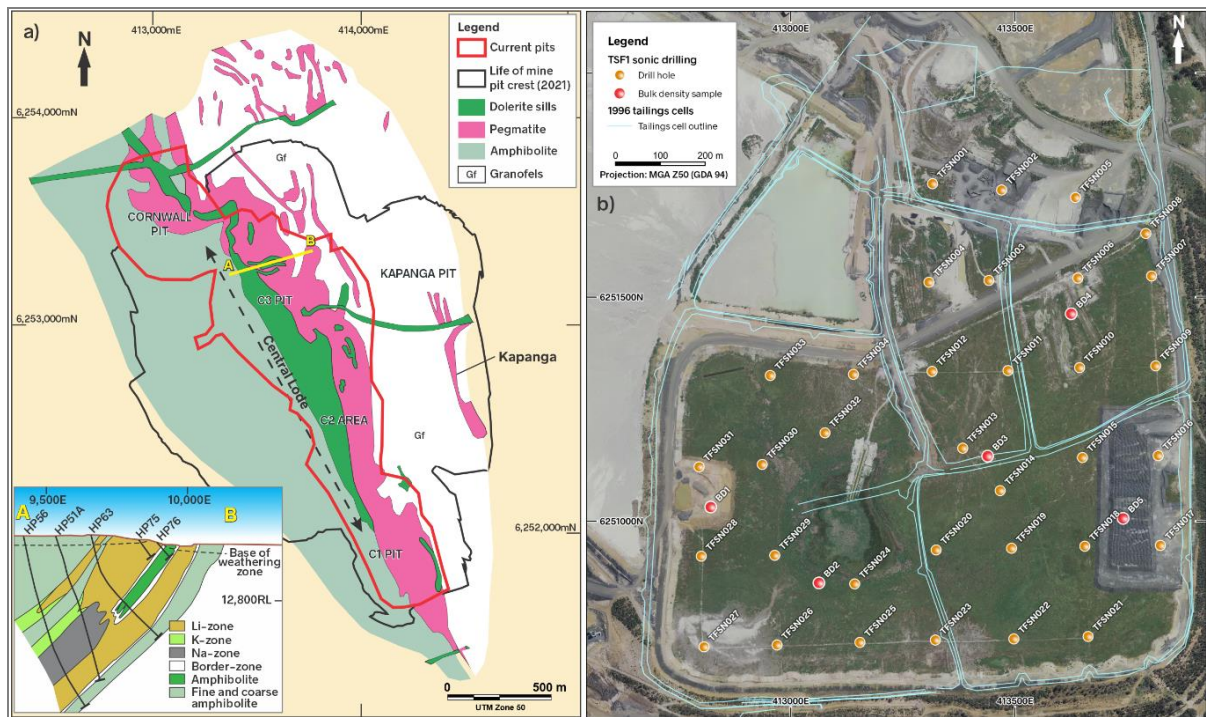 a)
N
413,000mE
414,000mE
6,254,000mN
6,253,000mN
6,252,000mN
Legend
Current pits
Life of mine
pit crest (2021)
Dolerite sills
Pegmatite
Amphibolite
Gf
Granofels
Gf
CORNWALL
PIT
A
B
C3 PIT
KAPANGA PIT
Kapanga
Central Lode
C2 AREA
Gf
C1 PIT
0
500 m
UTM Zone 50
A
9,500E
10,000E
B
HP56
HP51A
HP63
HP75
HP76
Base of
weathering
zone
12,800RL
Li-zone
K-zone
Na-zone
Border-zone
Amphibolite
Fine and coarse
amphibolite
b)
N
413000N
413500N
6251500N
6251000N
Legend
TSF1 sonic drilling
Drill hole
Bulk density sample
1996 tailings cells
Tailings cell outline
0 100 200 m
Projection: MGA Z50 (GDA 94)
TFSN001
TFSN002
TFSN005
TFSN008
TFSN004
TFSN003
TFSN006
TFSN007
BD4
TFSN033
TFSN034
TFSN012
TFSN011
TFSN010
TFSN009
TFSN032
TFSN031
TFSN030
TFSN013
BD3
TFSN015
TFSN016
TFSN014
BD1
BD5
TFSN028
TFSN029
TFSN020
TFSN019
TFSN018
TFSN017
BD2
TFSN024
TFSN027
TFSN026
TFSN025
TFSN023
TFSN022
TFSN021
413000N
413500N